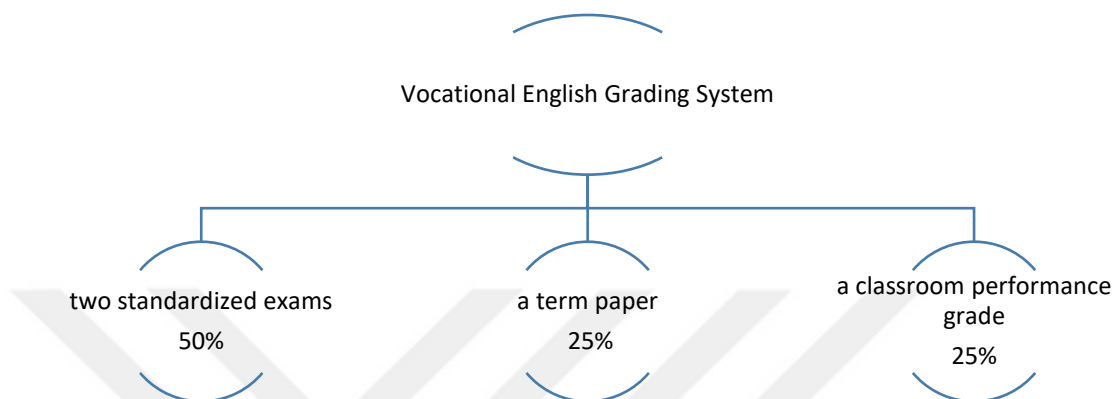 Vocational English Grading System
two standardized exams
50%
a term paper
25%
a classroom performance
grade
25%